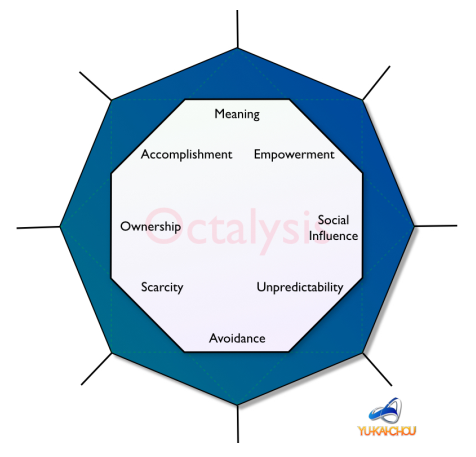 Meaning
Accomplishment Empowerment
Octalysis
Ownership
Social
Influence
Scarcity Unpredictability
Avoidance
YU-KAI CHOU